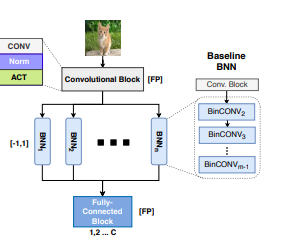 CONV
Norm
ACT
Convolutional Block
[FP]
Baseline
BNN
Conv. Block
BinCONV2
BinCONV3
BinCONVm-1
[-1,1]
BNN1
BNN2
BNNn
Fully-
Connected
Block
[FP]
1,2 ... C